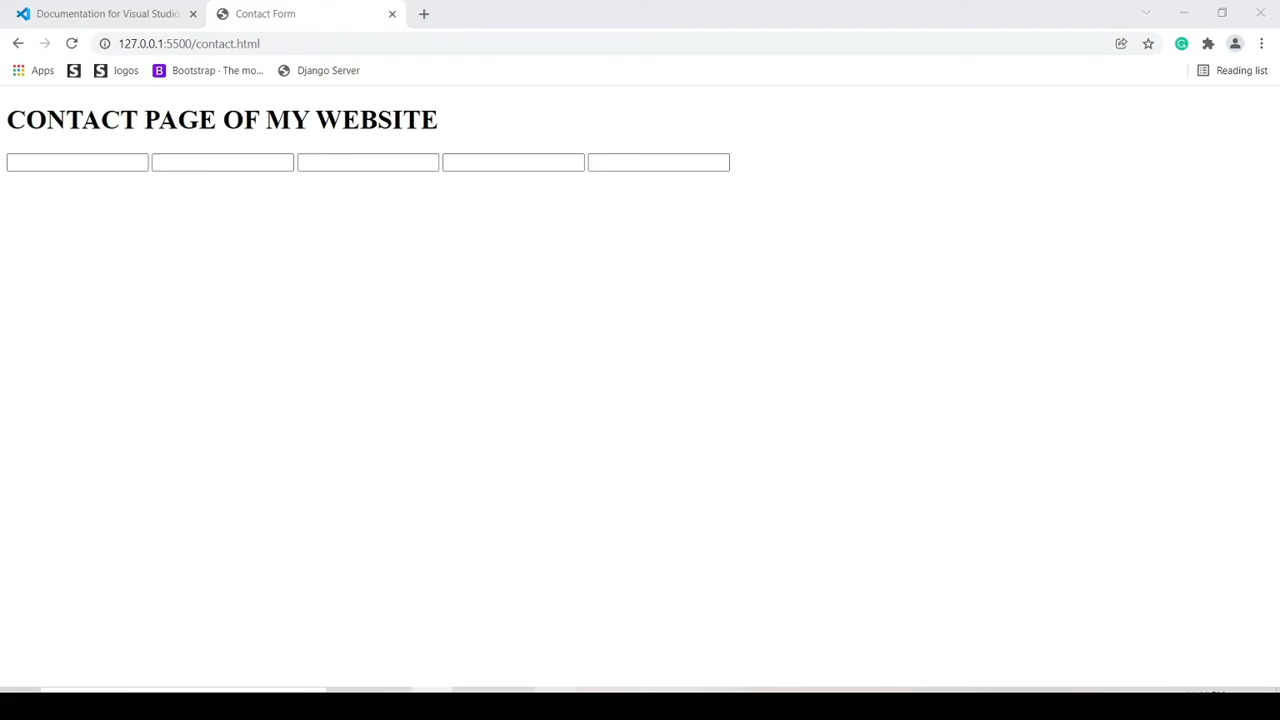 Documentation for Visual Studio
Contact Form
127.0.0.1:5500/contact.html
Apps
logos
Bootstrap · The mo...
Django Server
Reading list
CONTACT PAGE OF MY WEBSITE